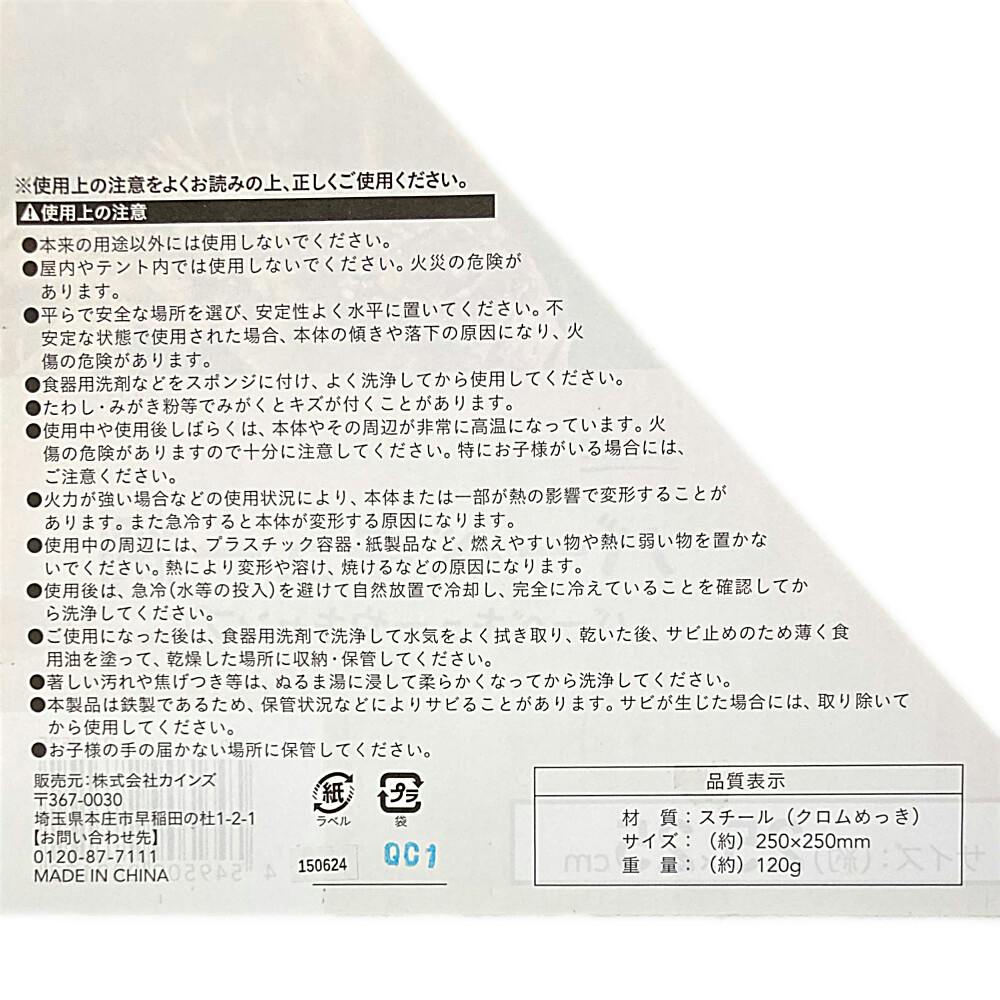 ※使用上の注意をよくお読みの上、正しくご使用ください。
⚠使用上の注意
●本来の用途以外には使用しないでください。
●屋内やテント内では使用しないでください。火災の危険が
あります。
●平らで安全な場所を選び、安定性よく水平に置いてください。不
安定な状態で使用された場合、本体の傾きや落下の原因になり、火
傷の危険があります。
●食器用洗剤などをスポンジに付け、よく洗浄してから使用してください。
●たわし・みがき粉等でみがくとキズが付くことがあります。
●使用中や使用後しばらくは、本体やその周辺が非常に高温になっています。火
傷の危険がありますので十分に注意してください。特にお子様がいる場合には、
ご注意ください。
●火力が強い場合などの使用状況により、本体または一部が熱の影響で変形することが
あります。また急冷すると本体が変形する原因になります。
●使用中の周辺には、プラスチック容器・紙製品など、燃えやすい物や熱に弱い物を置かな
いでください。熱により変形や溶け、焼けるなどの原因になります。
●使用後は、急冷(水等の投入)を避けて自然放置で冷却し、完全に冷えていることを確認してか
ら洗浄してください。
●ご使用になった後は、食器用洗剤で洗浄して水気をよく拭き取り、乾いた後、サビ止めのため薄く食
用油を塗って、乾燥した場所に収納・保管してください。
●著しい汚れや焦げつき等は、ぬるま湯に浸して柔らかくなってから洗浄してください。
●本製品は鉄製であるため、保管状況などによりサビることがあります。サビが生じた場合には、取り除いて
から使用してください。
●お子様の手の届かない場所に保管してください。
販売元:株式会社カインズ
〒367-0030
埼玉県本庄市早稲田の杜1-2-1
【お問い合わせ先】
0120-87-7111
MADE IN CHINA
紙
ラベル
プラ
袋
150624
QC1
品質表示
材 質:スチール(クロムめっき)
サイズ:(約)250×250mm
重 量:(約)120g